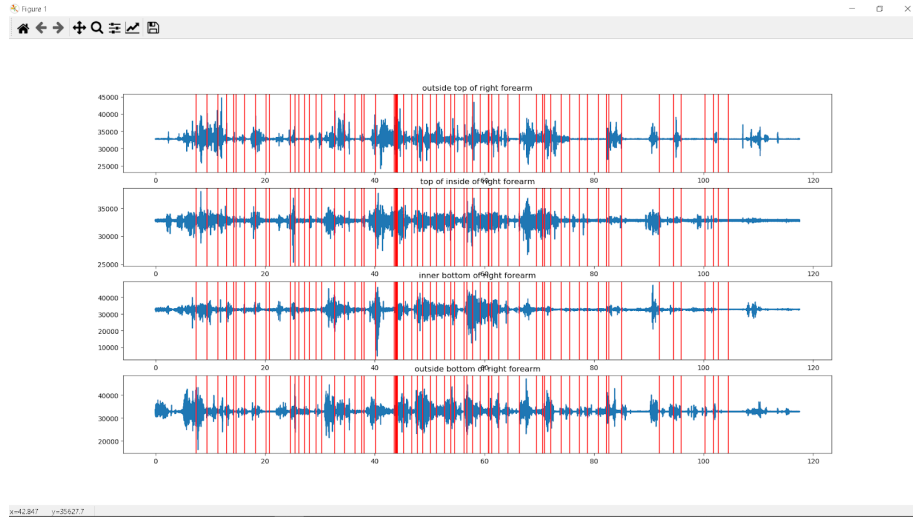 Figure 1
outside top of right forearm
45000
40000
35000
30000
25000
0 20 40 60 80 100 120
top of inside of right forearm
35000
30000
25000
0 20 40 60 80 100 120
inner bottom of right forearm
40000
30000
20000
10000
0 20 40 60 80 100 120
outside bottom of right forearm
40000
30000
20000
0 20 40 60 80 100 120
x=42.847 y=35627.7